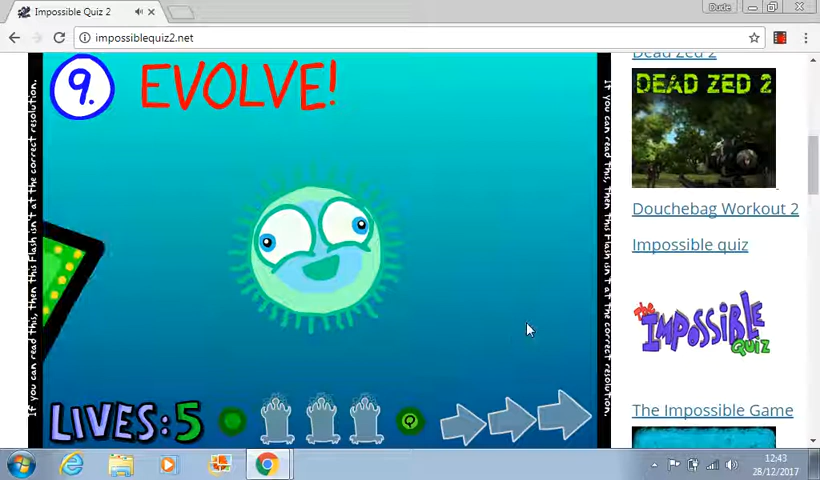 Impossible Quiz 2
Dude
impossiblequiz2.net
9. EVOLVE!
If you can read this, then this Flash isn't at the correct resolution.
If you can read this, then this Flash isn't at the correct resolution.
LIVES: 5
Dead Zed 2
DEAD ZED 2
Douchebag Workout 2
Impossible quiz
The IMPOSSIBLE QUIZ
The Impossible Game
12:43
28/12/2017